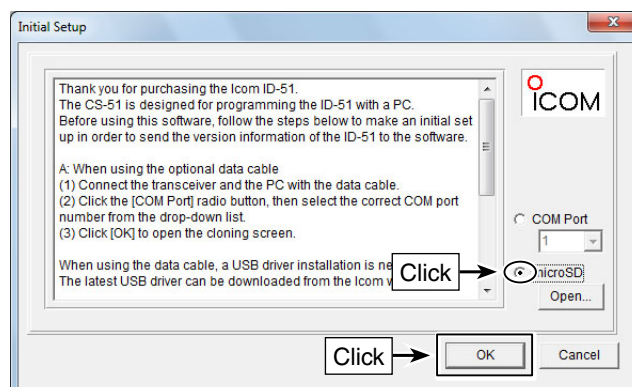 Initial Setup
Thank you for purchasing the Icom ID-51.
The CS-51 is designed for programming the ID-51 with a PC.
Before using this software, follow the steps below to make an initial set
up in order to send the version information of the ID-51 to the software.
A: When using the optional data cable
(1) Connect the transceiver and the PC with the data cable.
(2) Click the [COM Port] radio button, then select the correct COM port
number from the drop-down list.
(3) Click [OK] to open the cloning screen.
When using the data cable, a USB driver installation is ne
The latest USB driver can be downloaded from the Icom w
ICOM
COM Port
1
Click
microSD
Open...
Click
OK
Cancel